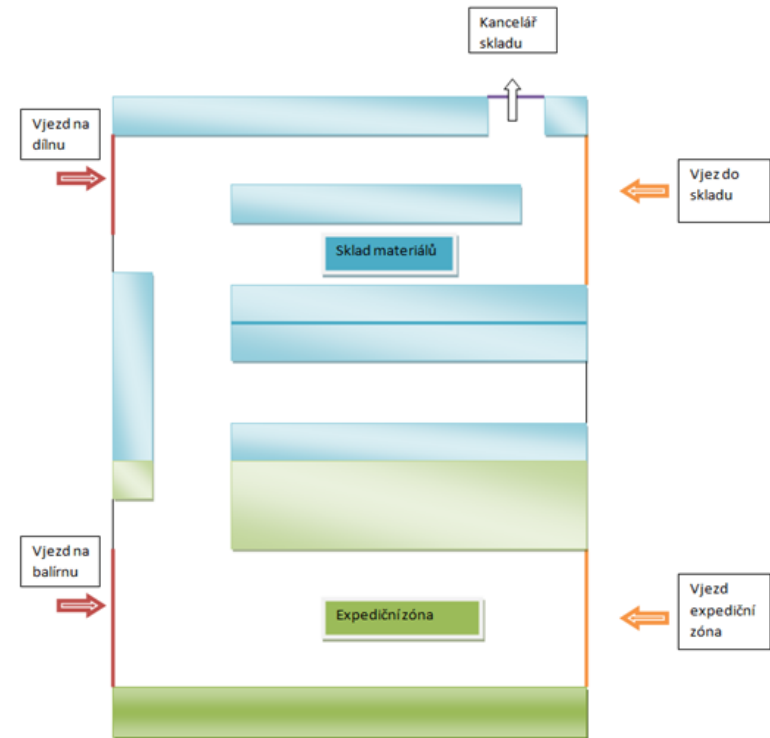 Kancelář
skladu
Vjezd na
dílnu
Vjez do
skladu
Sklad materiálů
Vjezd na
balírnu
Expediční zóna
Vjezd
expediční
zóna